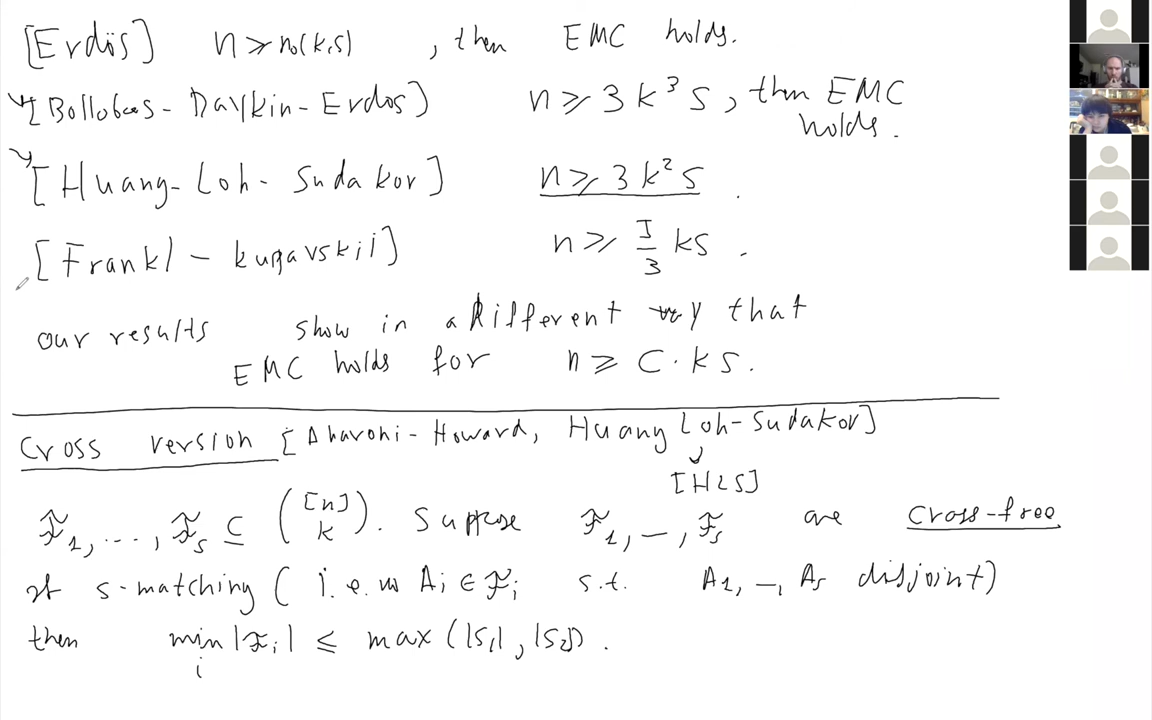 [Erdös] n ≥ n₀(k,s) , then EMC holds.
[Bollobas - Daykin - Erdos] n ≥ 3k³s, then EMC holds.
[Huang - Loh - Sudakov] n ≥ 3k²s .
[Frankl - kupavskii] n ≥ 5/3 ks .
our results show in a different way that
EMC holds for n ≥ C·ks.
Cross version [Aharohi - Howard, Huang Loh-Sudakov]
[HLS]
ℱ₁, ..., ℱₛ ⊆ ([n] k). Suppose ℱ₁, —, ℱₛ are cross-free
of s-matching ( i.e. no Aᵢ ∈ ℱᵢ s.t. A₁, —, Aₛ disjoint)
then min |ℱᵢ| ≤ max (|S₁|, |S₂|) .
i